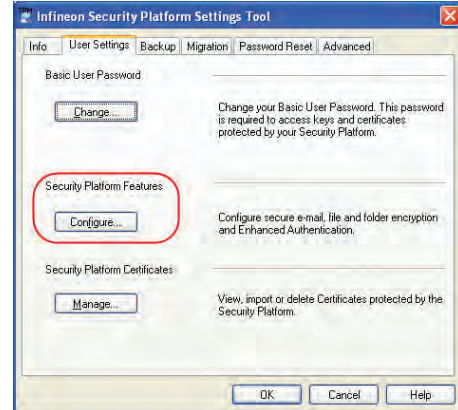 TPM Infineon Security Platform Settings Tool
Info User Settings Backup Migration Password Reset Advanced
Basic User Password
Change...
Change your Basic User Password. This password
is required to access keys and certificates
protected by your Security Platform.
Security Platform Features
Configure...
Configure secure e-mail, file and folder encryption
and Enhanced Authentication.
Security Platform Certificates
Manage...
View, import or delete Certificates protected by the
Security Platform.
OK Cancel Help